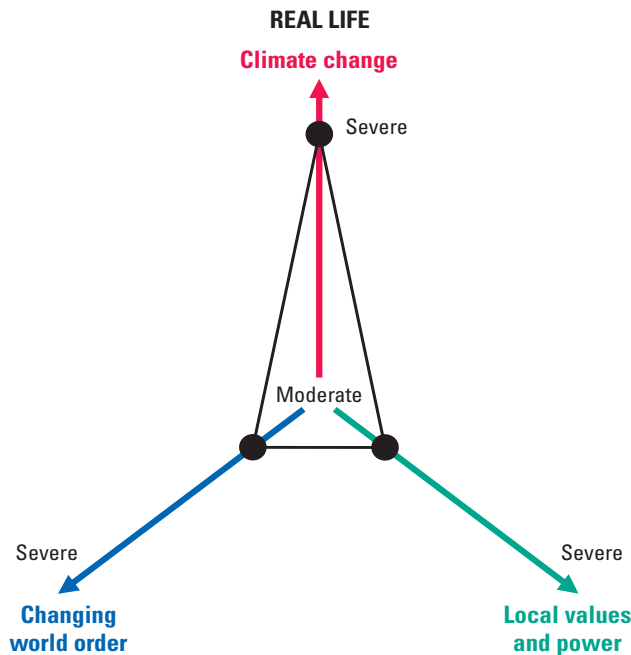 REAL LIFE
Climate change
Severe
Moderate
Severe
Severe
Changing
world order
Local values
and power